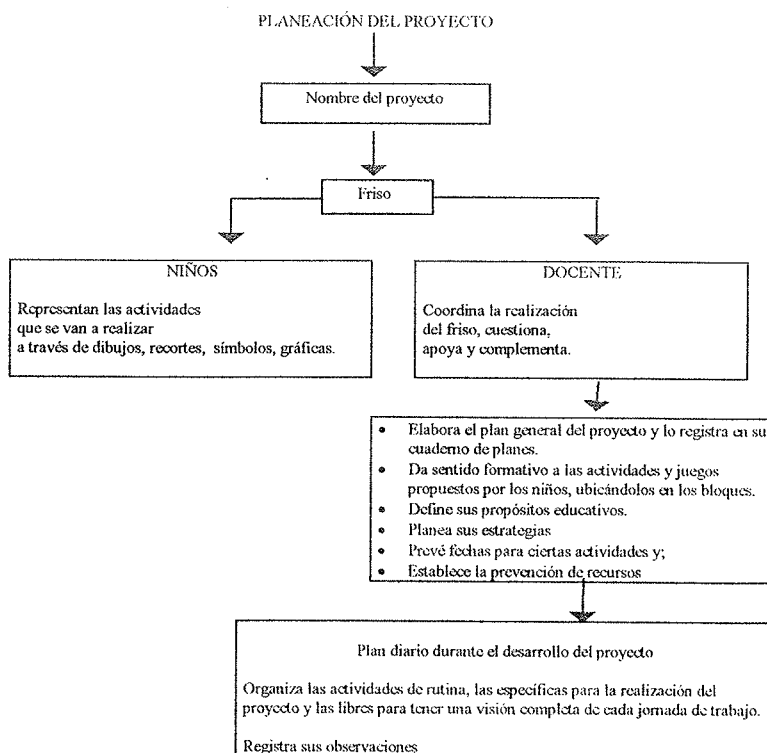 PLANEACIÓN DEL PROYECTO
Nombre del proyecto
Friso
NIÑOS
Representan las actividades
que se van a realizar
a través de dibujos, recortes, símbolos, gráficas.
DOCENTE
Coordina la realización
del friso, cuestiona,
apoya y complementa.
• Elabora el plan general del proyecto y lo registra en su
cuaderno de planes.
• Da sentido formativo a las actividades y juegos
propuestos por los niños, ubicándolos en los bloques.
• Define sus propósitos educativos.
• Planea sus estrategias
• Prevé fechas para ciertas actividades y;
• Establece la prevención de recursos
Plan diario durante el desarrollo del proyecto
Organiza las actividades de rutina, las específicas para la realización del
proyecto y las libres para tener una visión completa de cada jornada de trabajo.
Registra sus observaciones